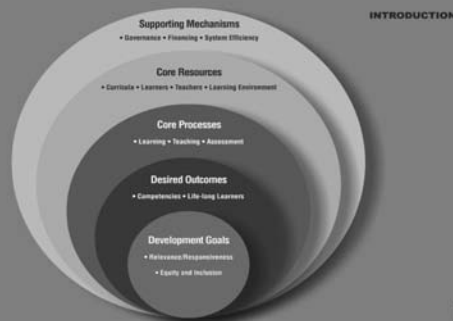 INTRODUCTION
Supporting Mechanisms
• Governance • Financing • System Efficiency
Core Resources
• Curricula • Learners • Teachers • Learning Environment
Core Processes
• Learning • Teaching • Assessment
Desired Outcomes
• Competencies • Life-long Learners
Development Goals
• Relevance/Responsiveness
• Equity and Inclusion